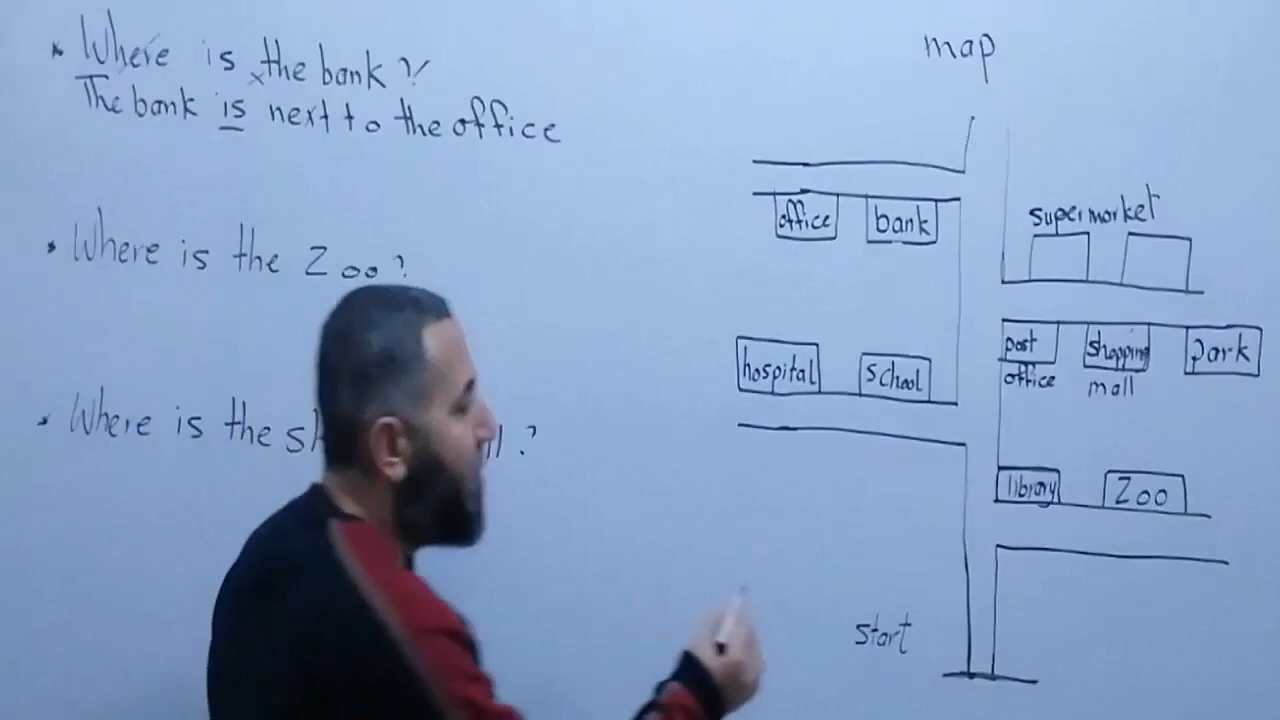 * Where is the bank?
The bank is next to the office
* Where is the Zoo?
* Where is the ?
map
office
bank
supermarket
hospital
school
post
office
shopping
mall
park
library
Zoo
start